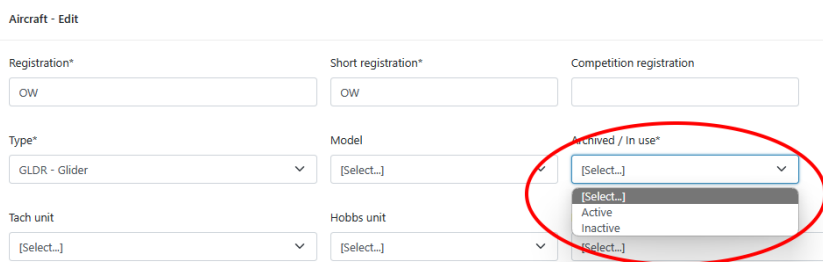 Aircraft - Edit
Registration* Short registration* Competition registration
OW OW
Type* Model Archived / In use*
GLDR - Glider [Select...] [Select...]
[Select...]
Active
Tach unit Hobbs unit Inactive
[Select...] [Select...] [Select...]